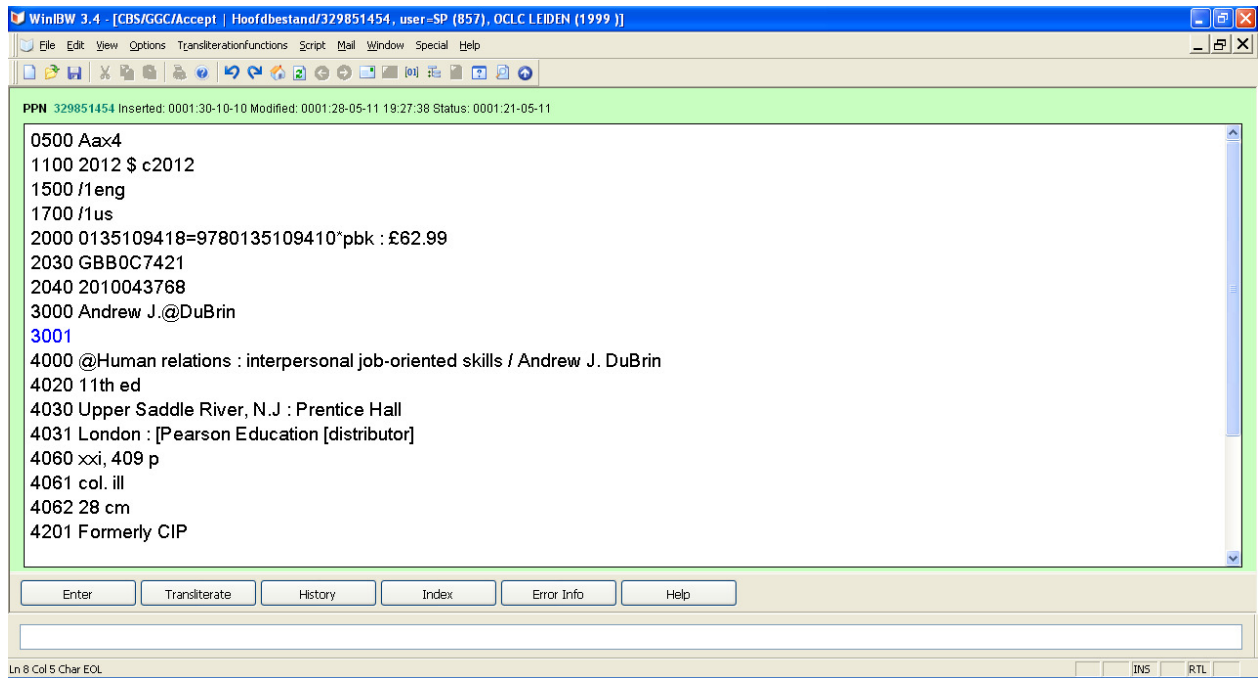 WinIBW 3.4 - [CBS/GGC/Accept | Hoofdbestand/329851454, user=SP (857), OCLC LEIDEN (1999 )]
File Edit View Options Transliterationfunctions Script Mail Window Special Help
PPN 329851454 Inserted: 0001:30-10-10 Modified: 0001:28-05-11 19:27:38 Status: 0001:21-05-11
0500 Aax4
1100 2012 $ c2012
1500 /1eng
1700 /1us
2000 0135109418=9780135109410*pbk : £62.99
2030 GBB0C7421
2040 2010043768
3000 Andrew J.@DuBrin
3001
4000 @Human relations : interpersonal job-oriented skills / Andrew J. DuBrin
4020 11th ed
4030 Upper Saddle River, N.J : Prentice Hall
4031 London : [Pearson Education [distributor]
4060 xxi, 409 p
4061 col. ill
4062 28 cm
4201 Formerly CIP
Enter Transliterate History Index Error Info Help
Ln 8 Col 5 Char EOL INS RTL